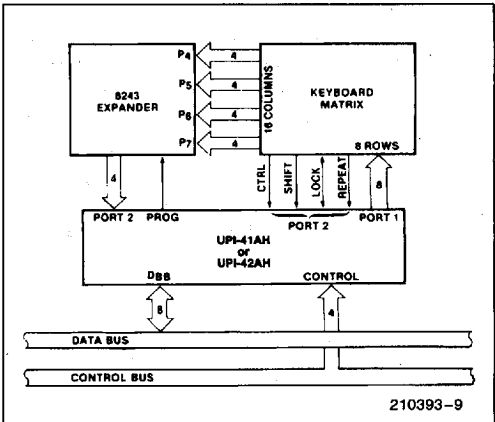 8243
EXPANDER
P4
P5
P6
P7
4
4
4
4
16 COLUMNS
KEYBOARD
MATRIX
8 ROWS
4
CTRL
SHIFT
LOCK
REPEAT
8
PORT 2
PROG
PORT 2
PORT 1
UPI-41AH
or
UPI-42AH
DBB
CONTROL
8
4
DATA BUS
CONTROL BUS
210393-9